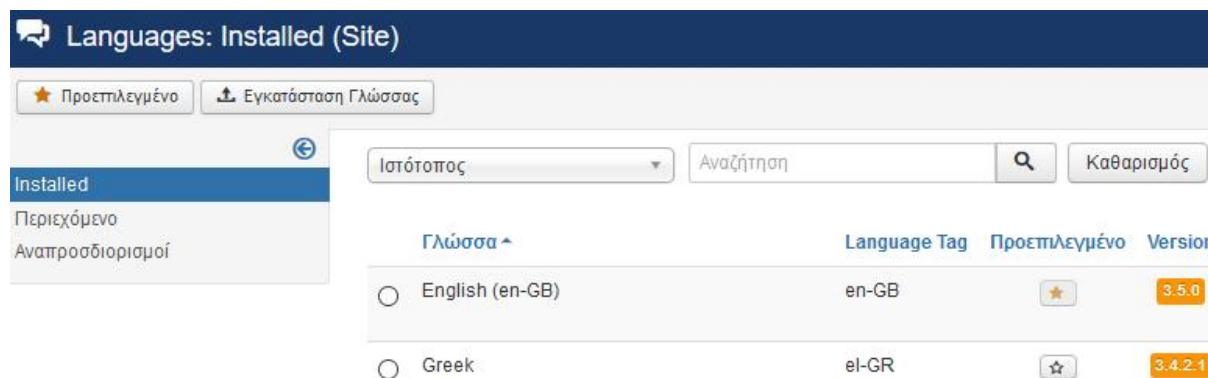 Languages: Installed (Site)
Προεπιλεγμένο Εγκατάσταση Γλώσσας
Installed
Περιεχόμενο
Αναπροσδιορισμοί
Ιστότοπος Αναζήτηση Καθαρισμός
Γλώσσα Language Tag Προεπιλεγμένο Version
English (en-GB) en-GB 3.5.0
Greek el-GR 3.4.2.1